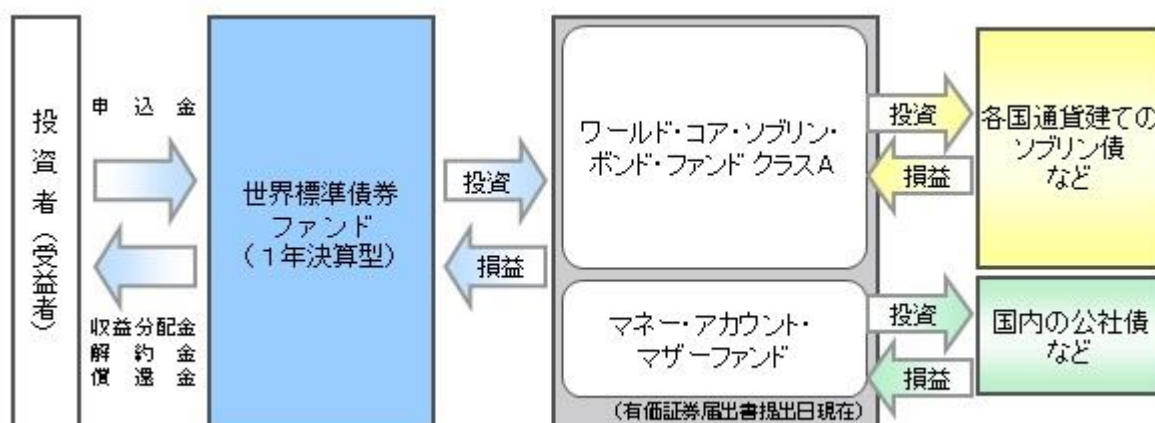 投資者(受益者)
申込金
収益分配金
解約金
償還金
世界標準債券
ファンド
(1年決算型)
投資
損益
ワールド・コア・ソブリン・
ボンド・ファンド クラスA
マネー・アカウント・
マザーファンド
(有価証券届出書提出日現在)
投資
損益
各国通貨建ての
ソブリン債
など
投資
損益
国内の公社債
など